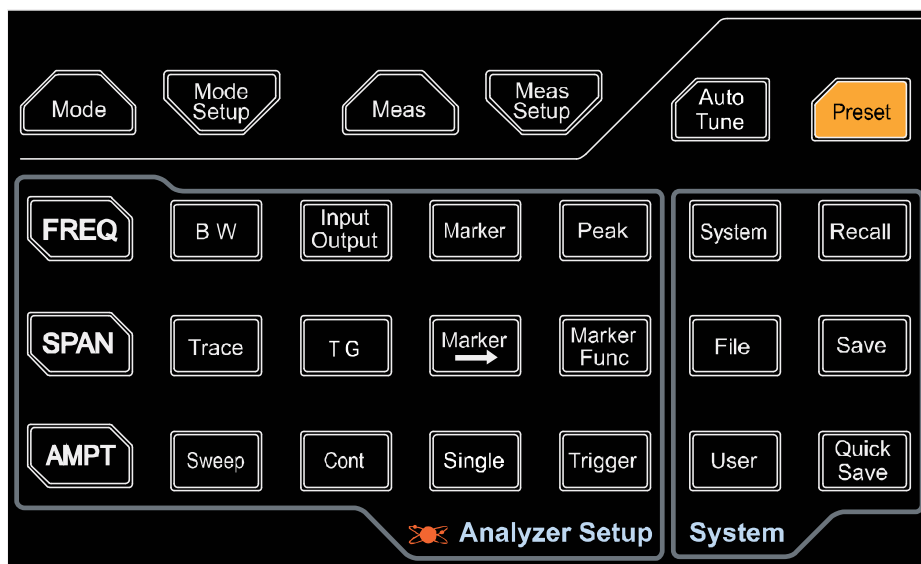 Mode
Mode
Setup
Meas
Meas
Setup
Auto
Tune
Preset
FREQ
B W
Input
Output
Marker
Peak
System
Recall
SPAN
Trace
T G
Marker
Marker
Func
File
Save
AMPT
Sweep
Cont
Single
Trigger
User
Quick
Save
Analyzer Setup
System